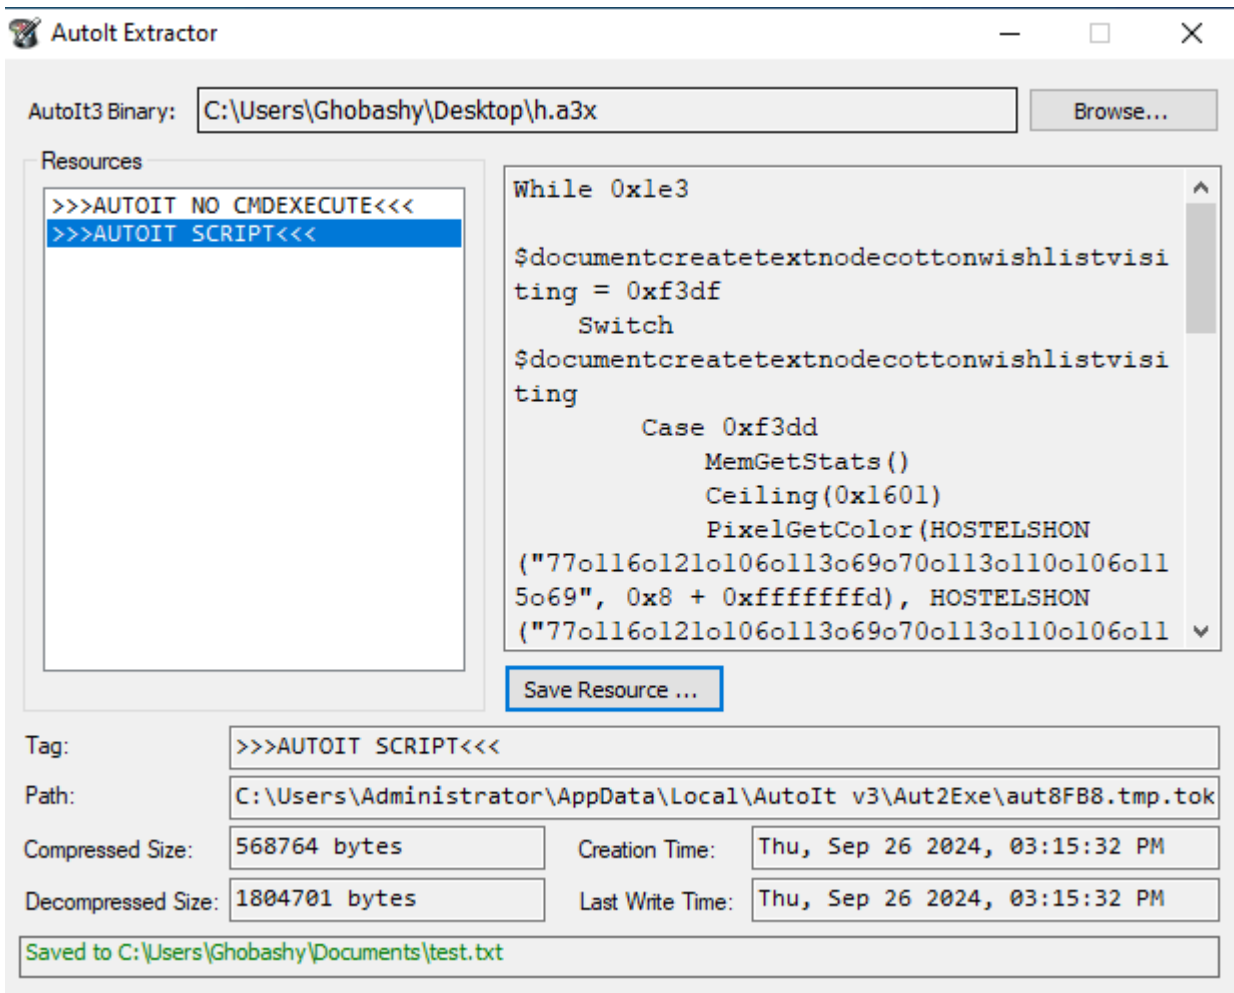 AutoIt Extractor
AutoIt3 Binary: C:\Users\Ghobashy\Desktop\h.a3x Browse...
Resources
>>>AUTOIT NO CMDEXECUTE<<<
>>>AUTOIT SCRIPT<<<
While 0x1e3
$documentcreatetextnodecottonwishlistvisi
ting = 0xf3df
Switch
$documentcreatetextnodecottonwishlistvisi
ting
Case 0xf3dd
MemGetStats()
Ceiling(0x1601)
PixelGetColor(HOSTELSHON
("77o116o121o106o113o69o70o113o110o106o11
5o69", 0x8 + 0xfffffffd), HOSTELSHON
("77o116o121o106o113o69o70o113o110o106o11
Save Resource ...
Tag: >>>AUTOIT SCRIPT<<<
Path: C:\Users\Administrator\AppData\Local\AutoIt v3\Aut2Exe\aut8FB8.tmp.tok
Compressed Size: 568764 bytes Creation Time: Thu, Sep 26 2024, 03:15:32 PM
Decompressed Size: 1804701 bytes Last Write Time: Thu, Sep 26 2024, 03:15:32 PM
Saved to C:\Users\Ghobashy\Documents\test.txt